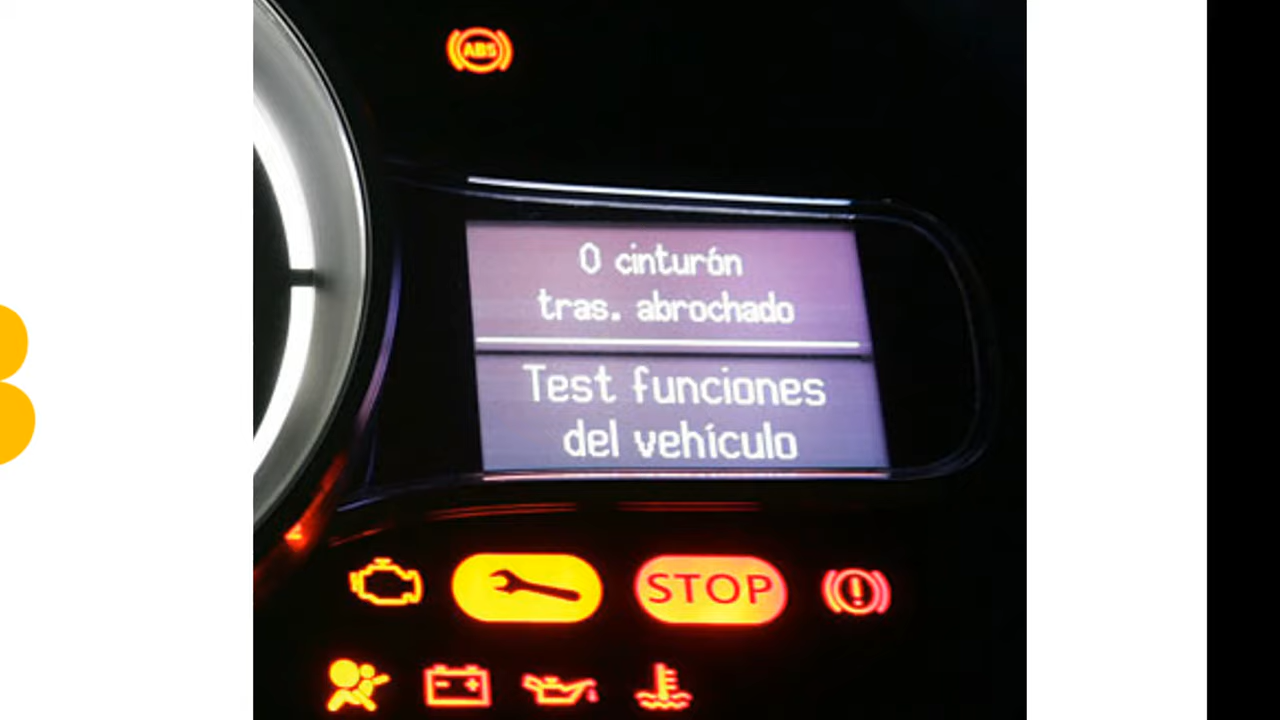 ABS
0 cinturón
tras. abrochado
Test funciones
del vehículo
STOP